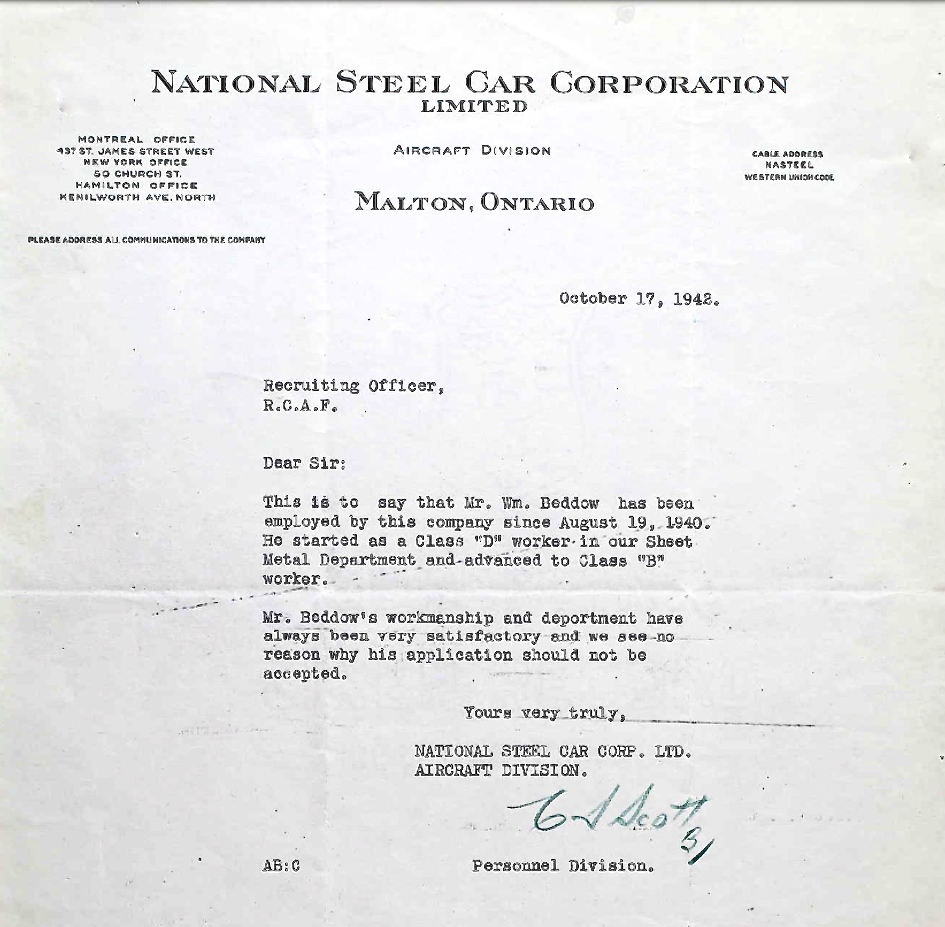 NATIONAL STEEL CAR CORPORATION
LIMITED
MONTREAL OFFICE
437 ST. JAMES STREET WEST
NEW YORK OFFICE
50 CHURCH ST.
HAMILTON OFFICE
KENILWORTH AVE. NORTH
AIRCRAFT DIVISION
MALTON, ONTARIO
CABLE ADDRESS
NASTEEL
WESTERN UNION CODE
PLEASE ADDRESS ALL COMMUNICATIONS TO THE COMPANY
October 17, 1942.
Recruiting Officer,
R.C.A.F.
Dear Sir:
This is to say that Mr. Wm. Beddow has been
employed by this company since August 19, 1940.
He started as a Class "D" worker in our Sheet
Metal Department and advanced to Class "B"
worker.
Mr. Beddow's workmanship and deportment have
always been very satisfactory and we see no
reason why his application should not be
accepted.
Yours very truly,
NATIONAL STEEL CAR CORP. LTD.
AIRCRAFT DIVISION.
Scott
AB:C Personnel Division.